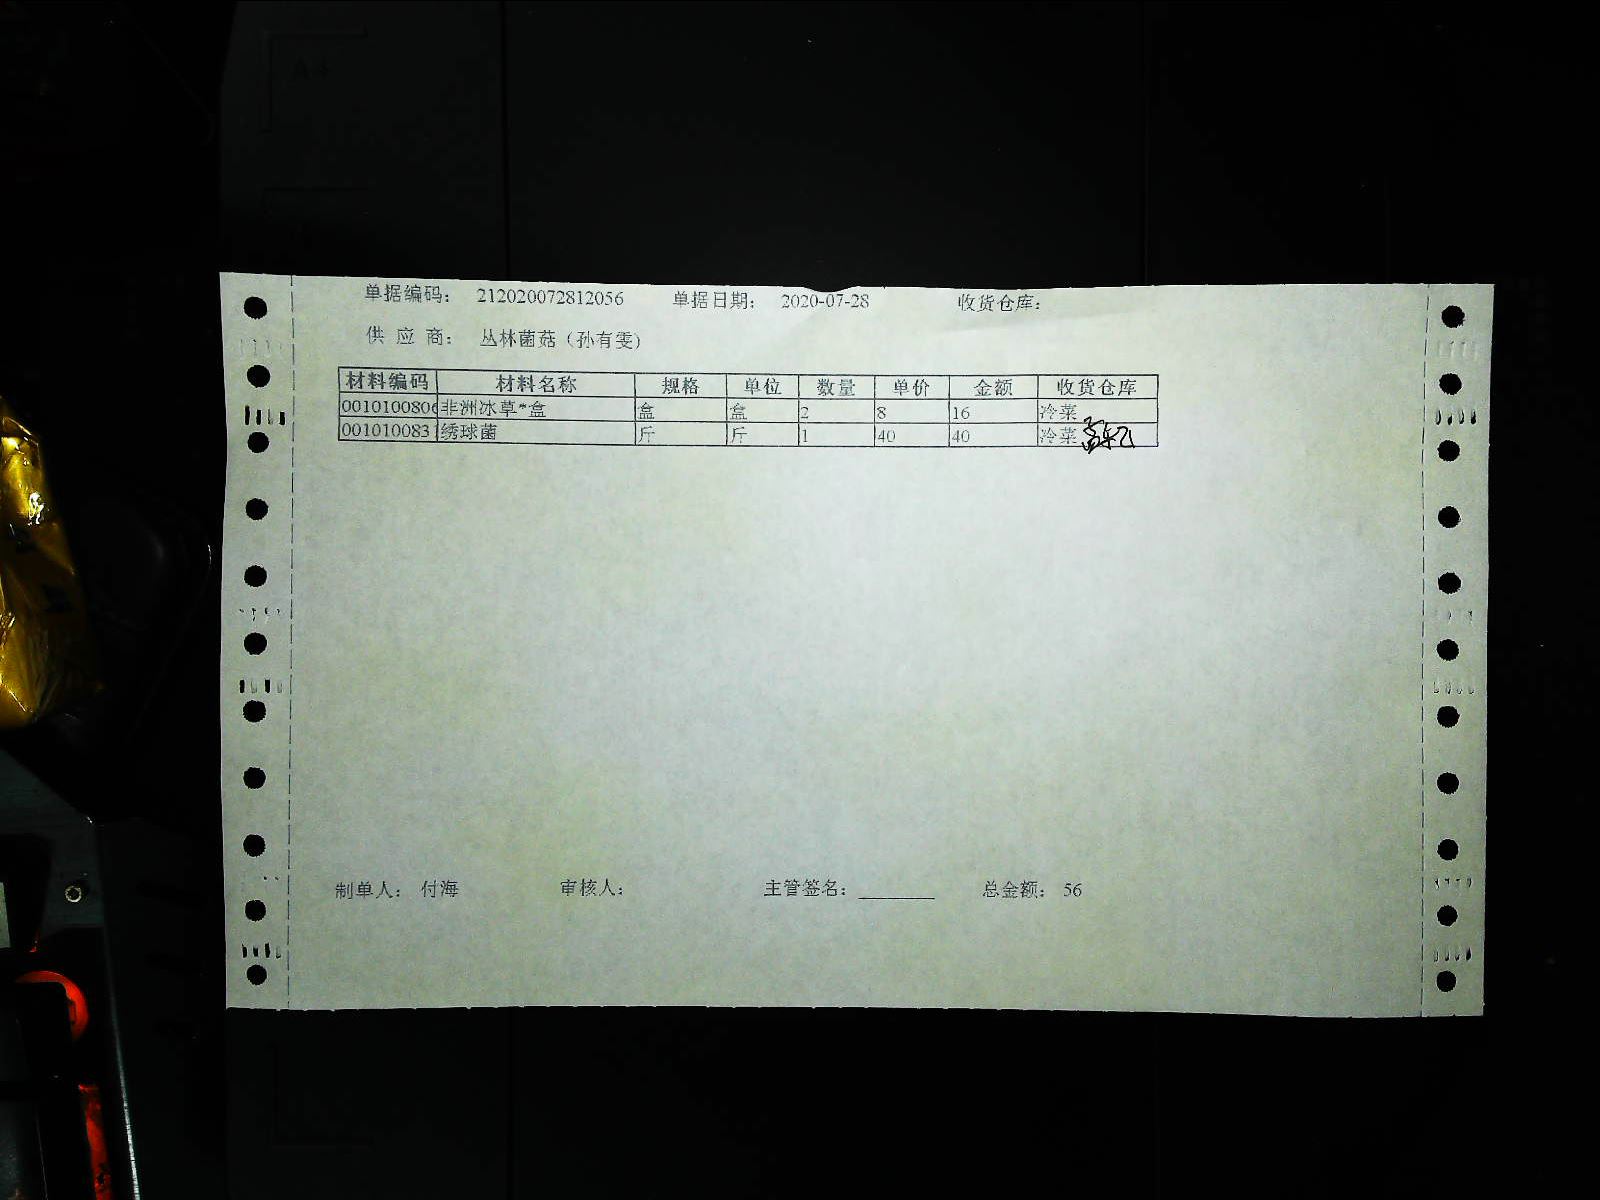 单据编码： 212020072812056 单据日期： 2020-07-28 收货仓库：
供 应 商： 丛林菌菇（孙有雯）
材料编码 材料名称 规格 单位 数量 单价 金额 收货仓库
0010100806 非洲冰草*盒 盒 盒 2 8 16 冷菜
001010083 绣球菌 斤 斤 1 40 40 冷菜
制单人： 付海 审核人： 主管签名： 总金额： 56